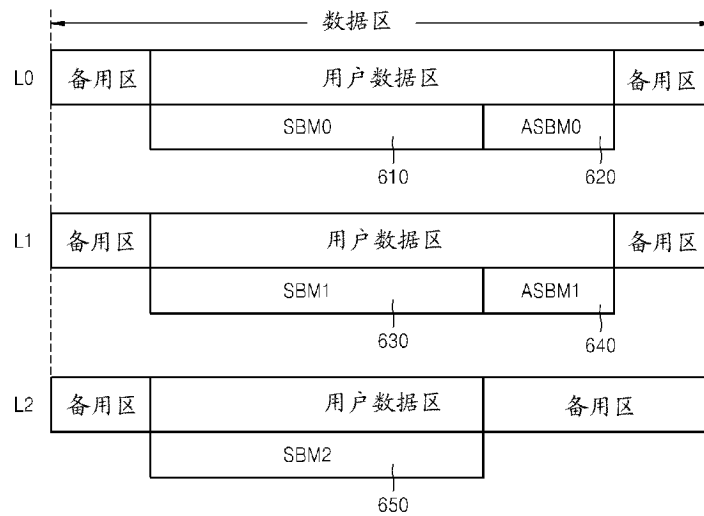 数据区
L0 备用区 用户数据区 备用区
SBM0 ASBM0
610 620
L1 备用区 用户数据区 备用区
SBM1 ASBM1
630 640
L2 备用区 用户数据区 备用区
SBM2
650